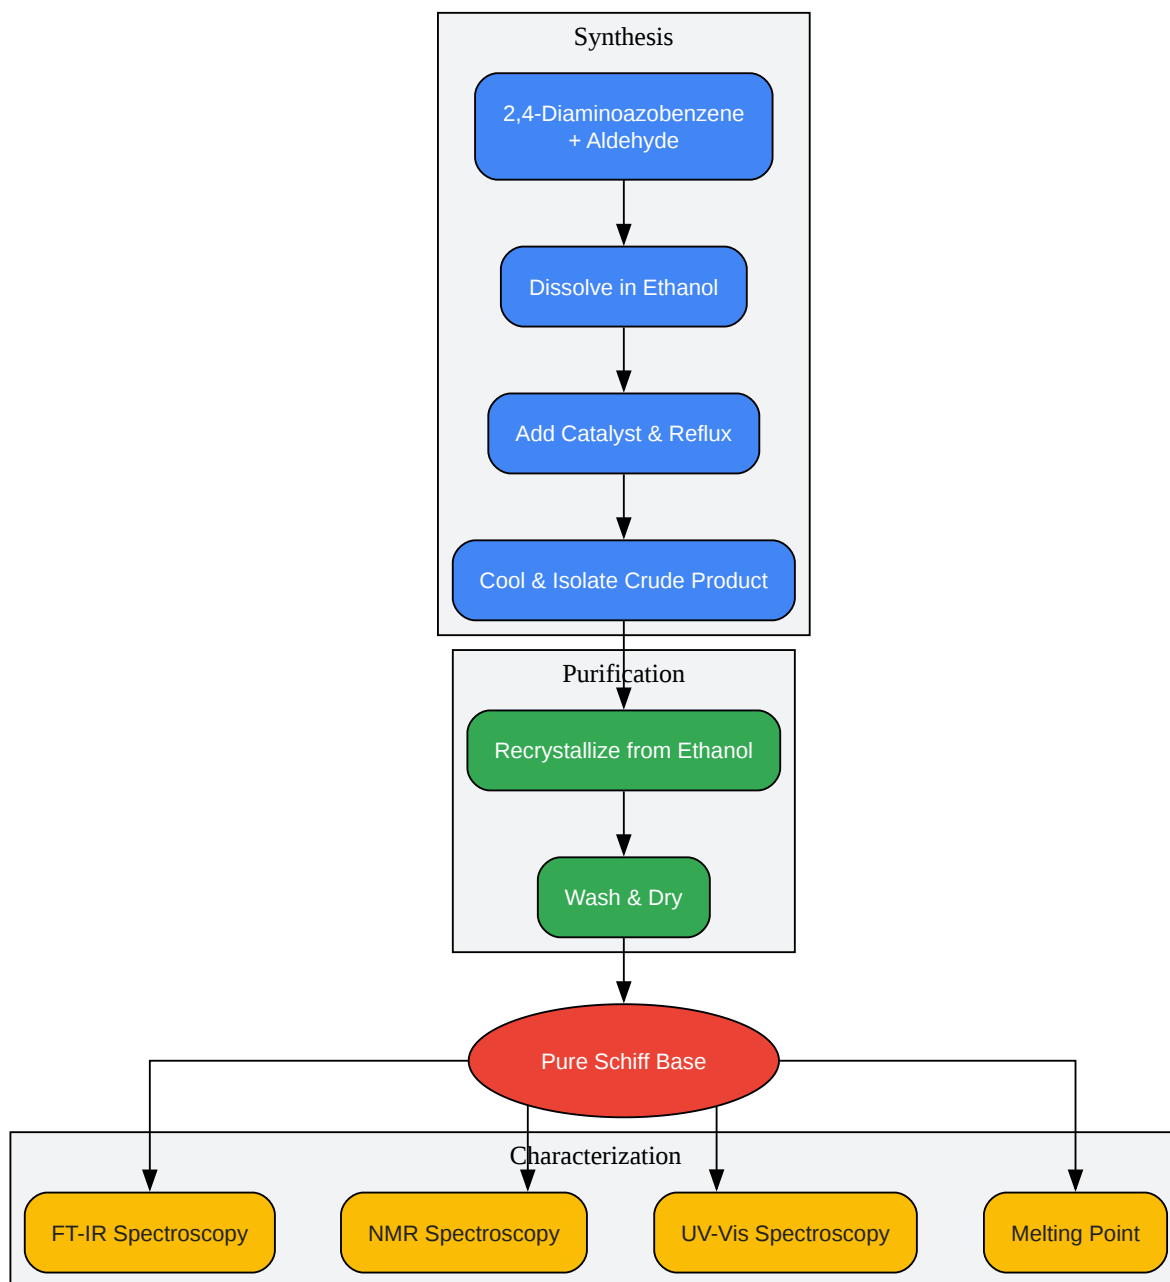 Synthesis
2,4-Diaminoazobenzene
+ Aldehyde
Dissolve in Ethanol
Add Catalyst & Reflux
Cool & Isolate Crude Product
Purification
Recrystallize from Ethanol
Wash & Dry
Pure Schiff Base
Characterization
FT-IR Spectroscopy
NMR Spectroscopy
UV-Vis Spectroscopy
Melting Point